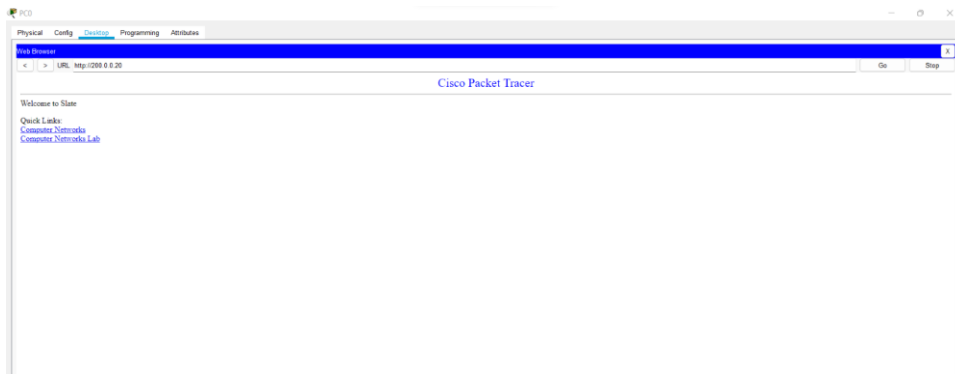 PC0
Physical Config Desktop Programming Attributes
Web Browser X
< > URL http://200.0.0.20 Go Stop
Cisco Packet Tracer
Welcome to Slate
Quick Links:
Computer Networks
Computer Networks Lab